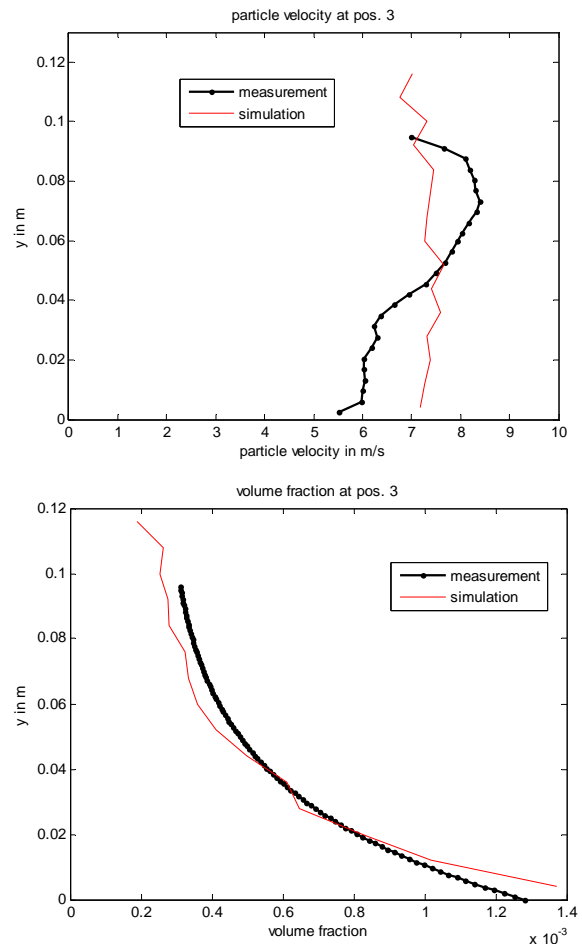 particle velocity at pos. 3
0.12
0.1
0.08
0.06
0.04
0.02
0
y in m
measurement
simulation
0 1 2 3 4 5 6 7 8 9 10
particle velocity in m/s
volume fraction at pos. 3
0.12
0.1
0.08
0.06
0.04
0.02
0
y in m
measurement
simulation
0 0.2 0.4 0.6 0.8 1 1.2 1.4
x 10⁻³
volume fraction